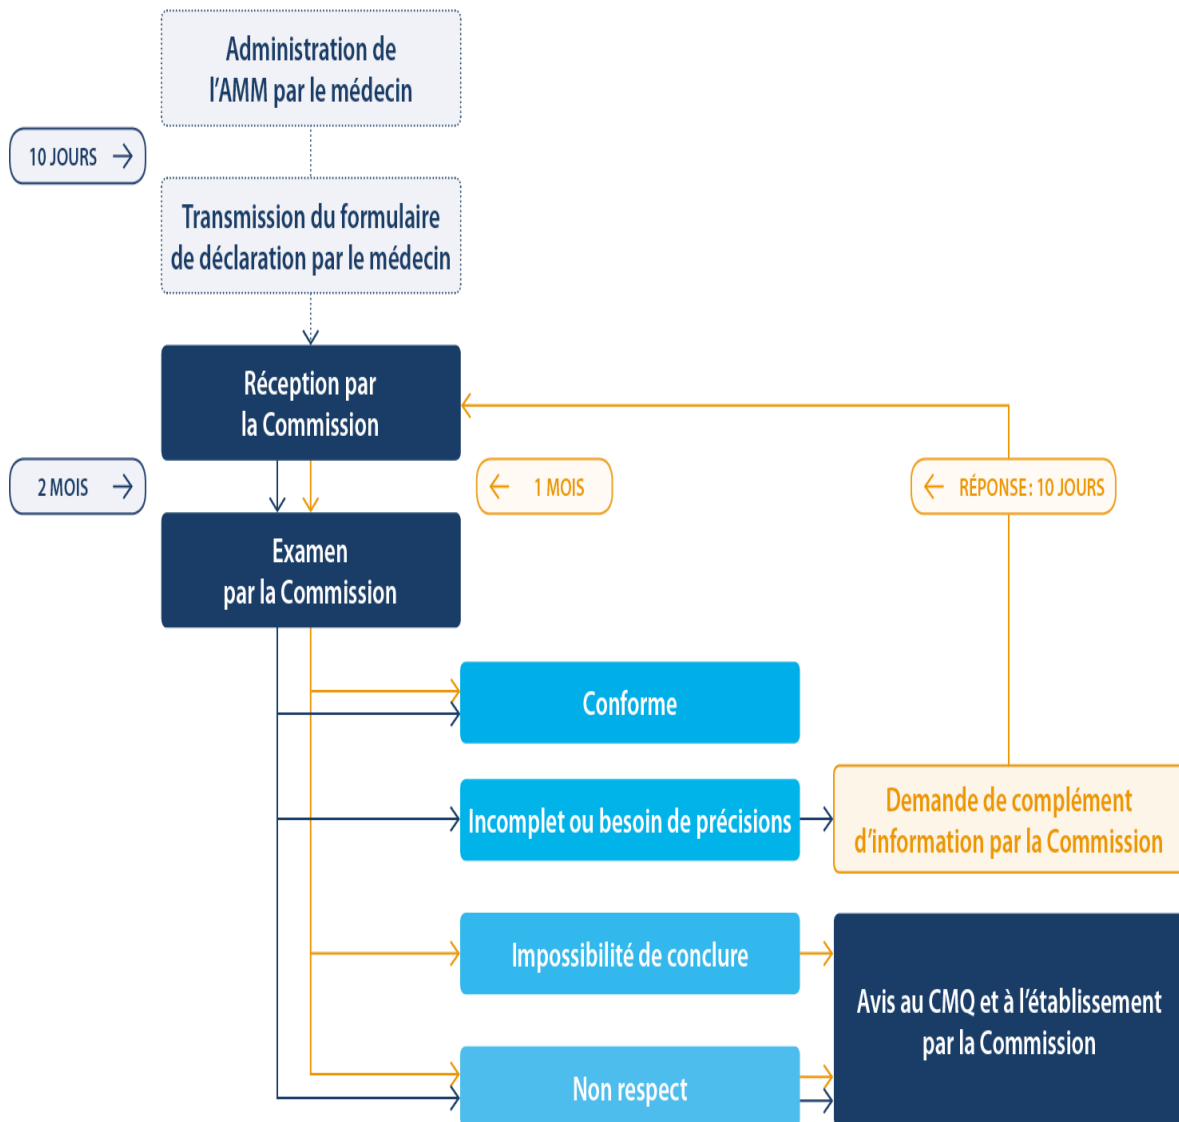 Administration de
l'AMM par le médecin
10 JOURS
Transmission du formulaire
de déclaration par le médecin
Réception par
la Commission
2 MOIS
1 MOIS
RÉPONSE : 10 JOURS
Examen
par la Commission
Conforme
Incomplet ou besoin de précisions
Demande de complément
d'information par la Commission
Impossibilité de conclure
Avis au CMQ et à l'établissement
par la Commission
Non respect